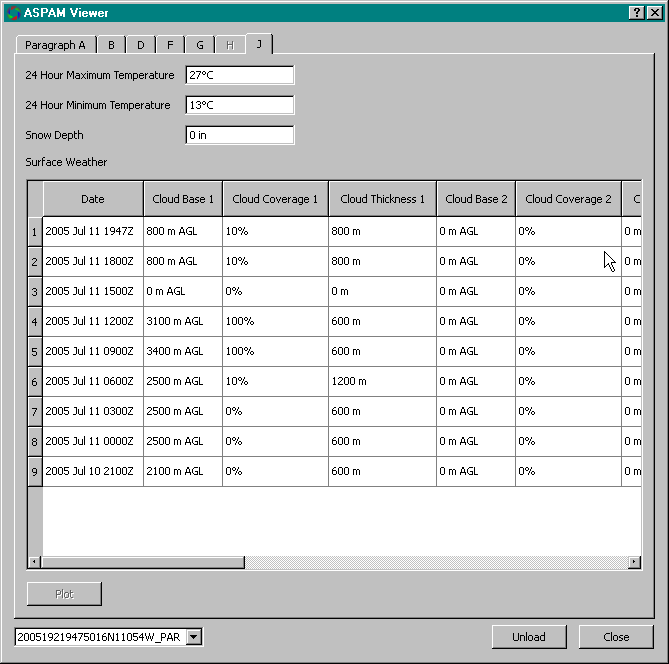 ASPAM Viewer
Paragraph A B D F G H J
24 Hour Maximum Temperature 27°C
24 Hour Minimum Temperature 13°C
Snow Depth 0 in
Surface Weather
Date Cloud Base 1 Cloud Coverage 1 Cloud Thickness 1 Cloud Base 2 Cloud Coverage 2 C
1 2005 Jul 11 1947Z 800 m AGL 10% 800 m 0 m AGL 0% 0 m
2 2005 Jul 11 1800Z 800 m AGL 10% 800 m 0 m AGL 0% 0 m
3 2005 Jul 11 1500Z 0 m AGL 0% 0 m 0 m AGL 0% 0 m
4 2005 Jul 11 1200Z 3100 m AGL 100% 600 m 0 m AGL 0% 0 m
5 2005 Jul 11 0900Z 3400 m AGL 100% 600 m 0 m AGL 0% 0 m
6 2005 Jul 11 0600Z 2500 m AGL 10% 1200 m 0 m AGL 0% 0 m
7 2005 Jul 11 0300Z 2500 m AGL 0% 600 m 0 m AGL 0% 0 m
8 2005 Jul 11 0000Z 2500 m AGL 0% 600 m 0 m AGL 0% 0 m
9 2005 Jul 10 2100Z 2100 m AGL 0% 600 m 0 m AGL 0% 0 m
Plot
200519219475016N11054W_PAR Unload Close